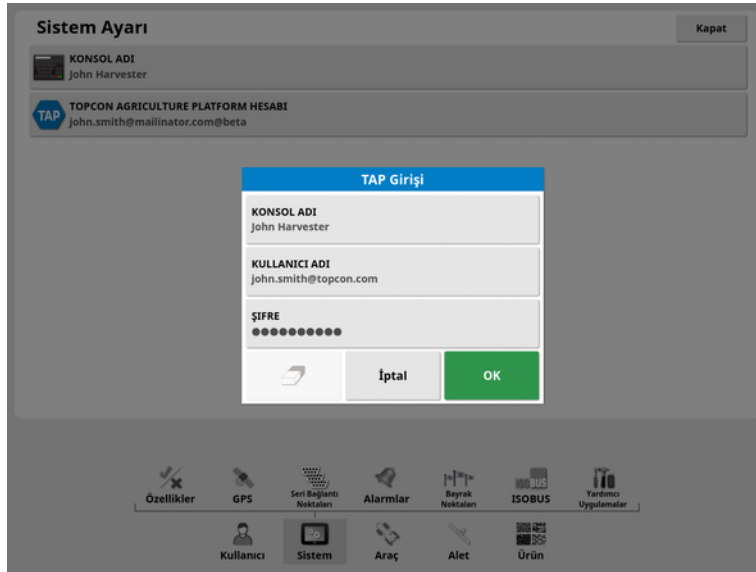 Sistem Ayarı
Kapat
KONSOL ADI
John Harvester
TAP
TOPCON AGRICULTURE PLATFORM HESABI
john.smith@mailinator.com@beta
TAP Girişi
KONSOL ADI
John Harvester
KULLANICI ADI
john.smith@topcon.com
ŞIFRE
●●●●●●●●●●
İptal
OK
Özellikler
GPS
Seri Bağlantı
Noktaları
Alarmlar
Bayrak
Noktaları
ISOBUS
ISOBUS
Yardımcı
Uygulamalar
Kullanıcı
Sistem
Araç
Alet
Ürün